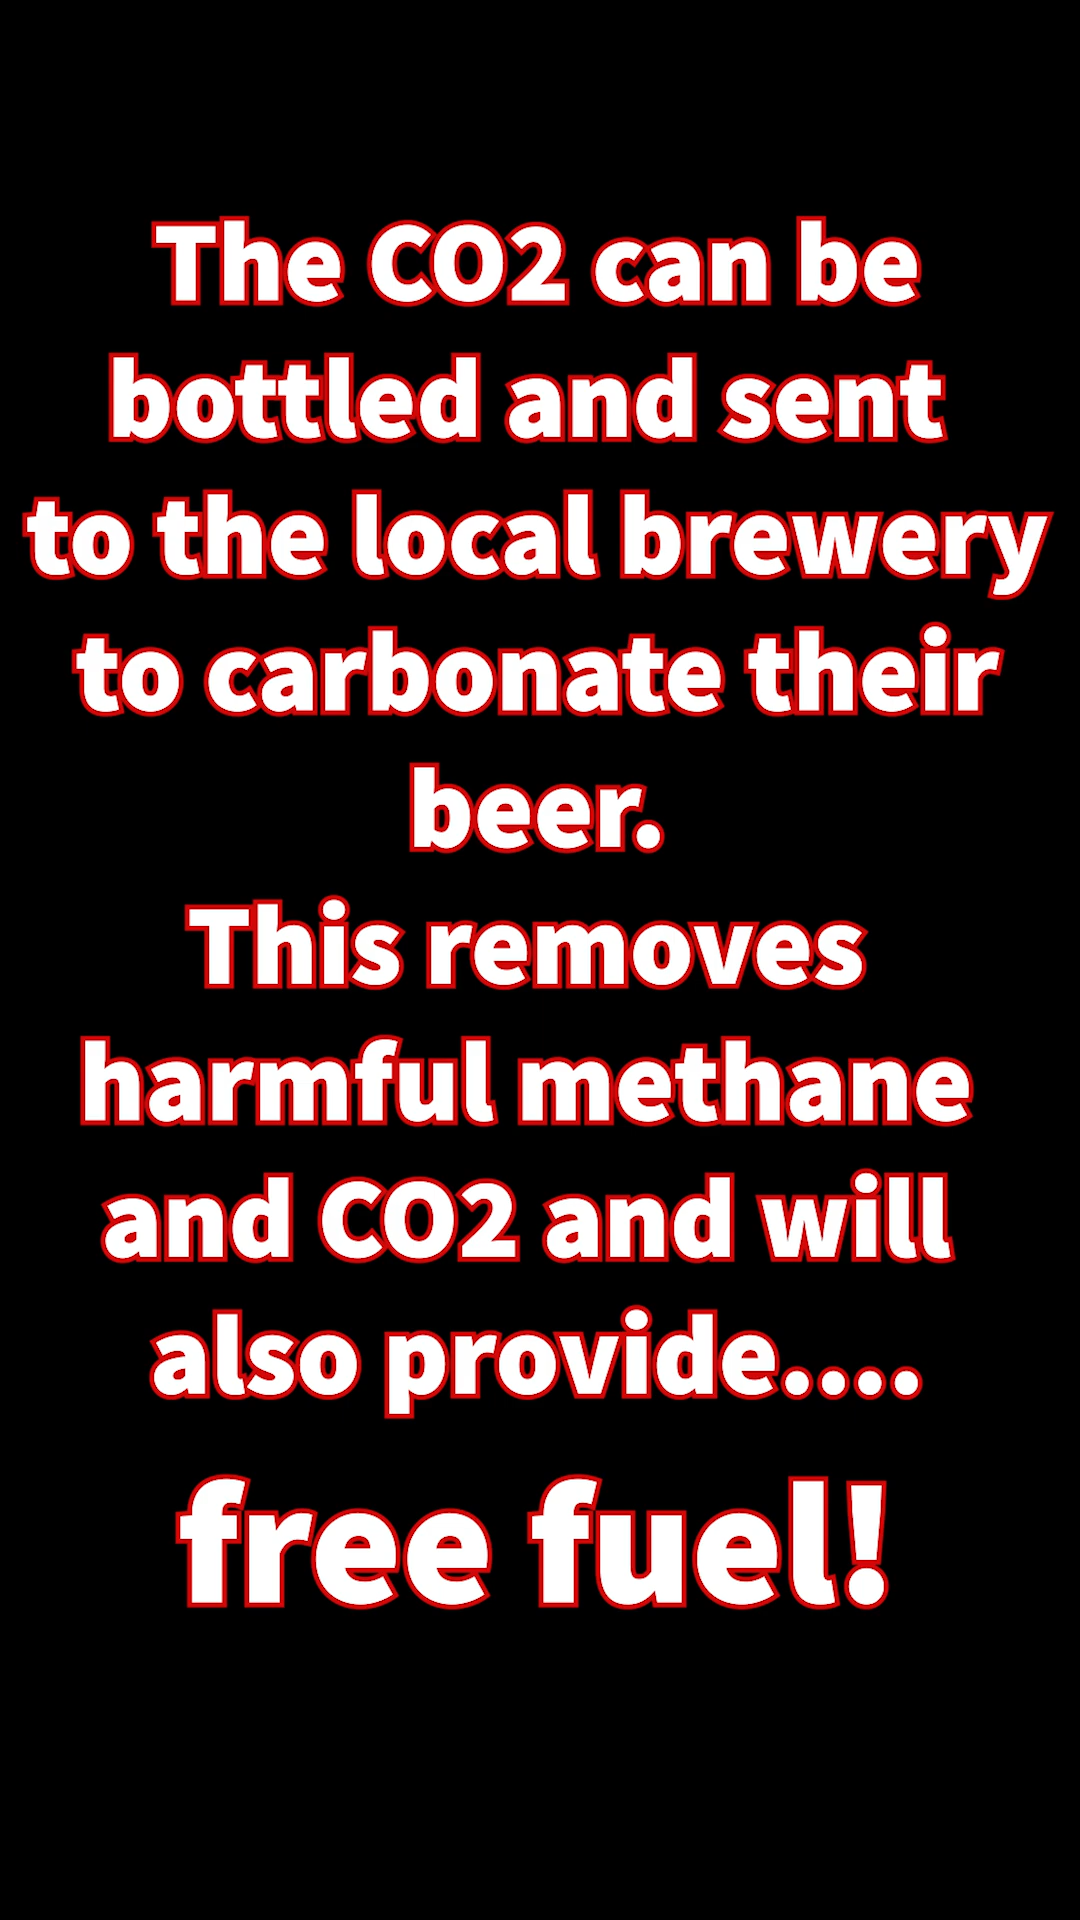 The CO2 can be
bottled and sent
to the local brewery
to carbonate their
beer.
This removes
harmful methane
and CO2 and will
also provide....
free fuel!